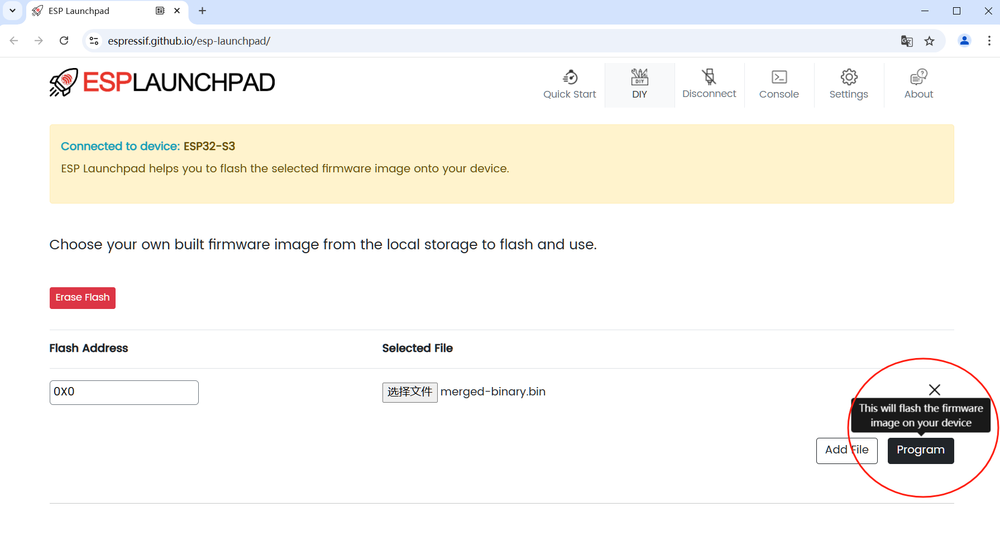 ESP Launchpad
espressif.github.io/esp-launchpad/
ESPLAUNCHPAD
Quick Start
DIY
DIY
Disconnect
Console
Settings
About
Connected to device: ESP32-S3
ESP Launchpad helps you to flash the selected firmware image onto your device.
Choose your own built firmware image from the local storage to flash and use.
Erase Flash
Flash Address
Selected File
0X0
选择文件 merged-binary.bin
This will flash the firmware
image on your device
Add File
Program